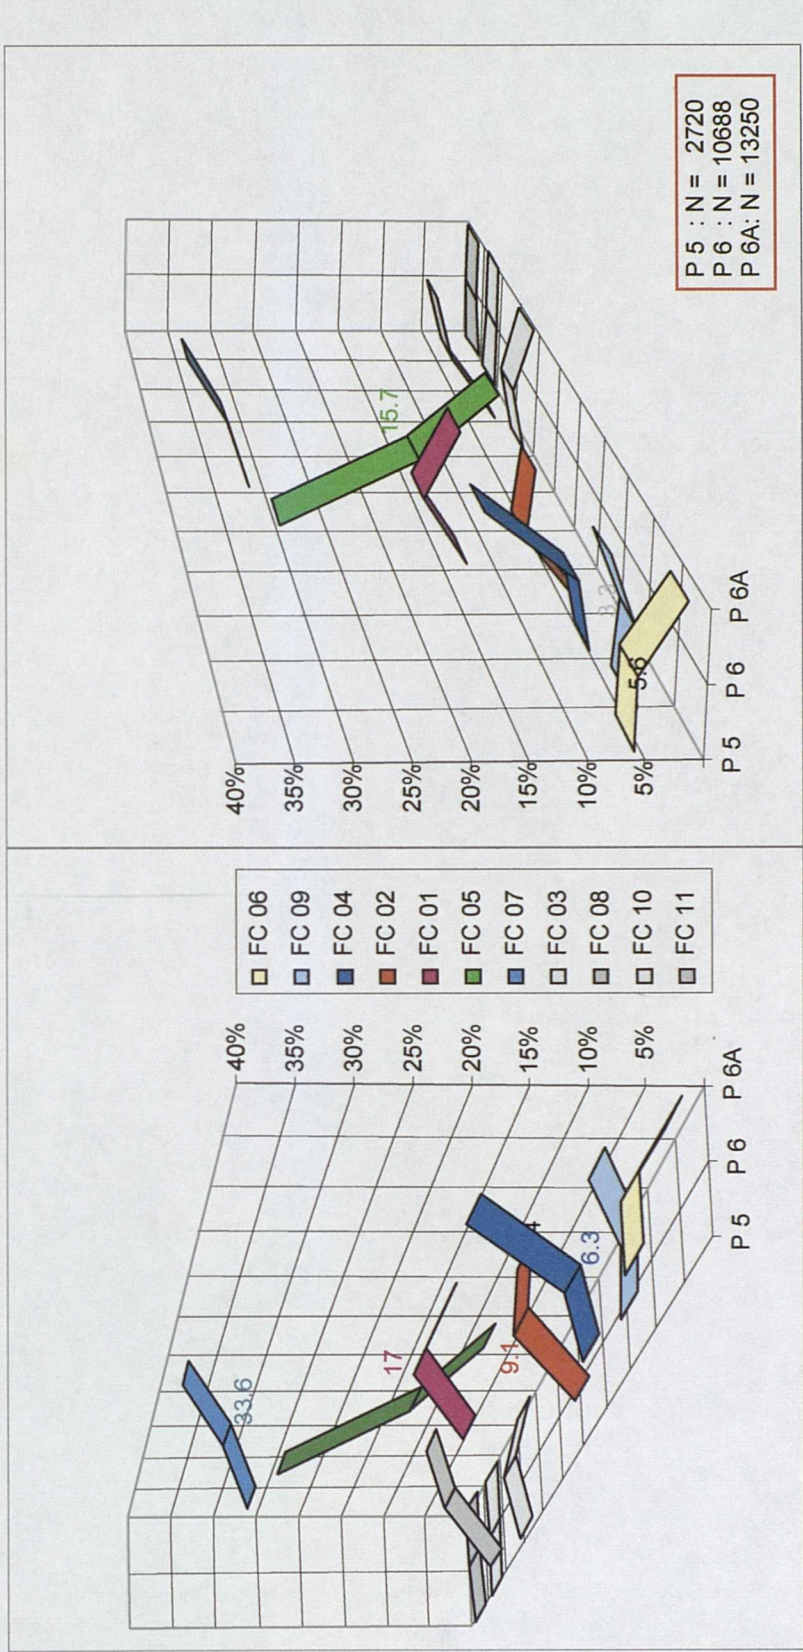 40%
35%
30%
25%
20%
15%
10%
5%
P 5
P 6
P 6A
33.6
17
9.1
6.3
FC 06
FC 09
FC 04
FC 02
FC 01
FC 05
FC 07
FC 03
FC 08
FC 10
FC 11
40%
35%
30%
25%
20%
15%
10%
5%
P 5
P 6
P 6A
15.7
3.3
5.6
P 5 : N = 2720
P 6 : N = 10688
P 6A: N = 13250